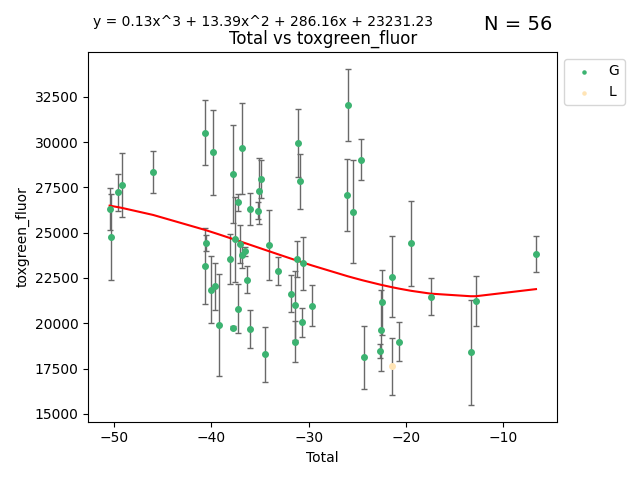 y = 0.13x^3 + 13.39x^2 + 286.16x + 23231.23
N = 56
Total vs toxgreen_fluor
G
L
32500
30000
27500
25000
22500
20000
17500
15000
toxgreen_fluor
−50
−40
−30
−20
−10
Total